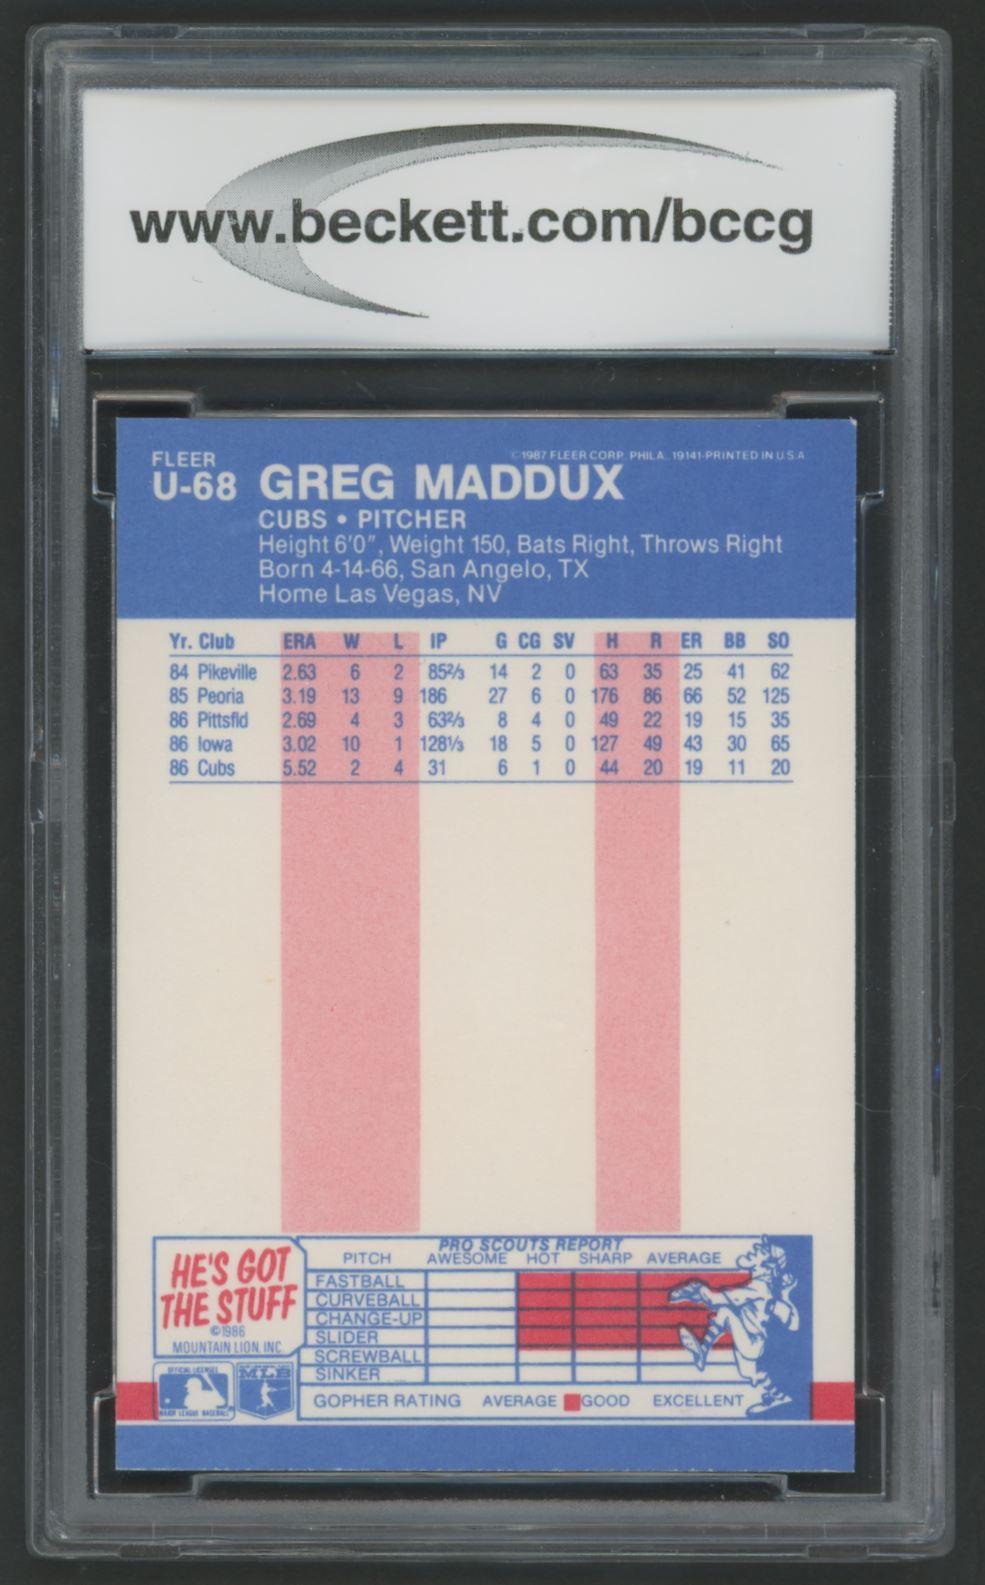 www.beckett.com/bccg
©1987 FLEER CORP. PHILA., 19141-PRINTED IN U.S.A.
FLEER
U-68 GREG MADDUX
CUBS • PITCHER
Height 6'0", Weight 150, Bats Right, Throws Right
Born 4-14-66, San Angelo, TX
Home Las Vegas, NV
Yr. Club ERA W L IP G CG SV H R ER BB SO
84 Pikeville 2.63 6 2 85⅔ 14 2 0 63 35 25 41 62
85 Peoria 3.19 13 9 186 27 6 0 176 86 66 52 125
86 Pittsfld 2.69 4 3 63⅔ 8 4 0 49 22 19 15 35
86 Iowa 3.02 10 1 128⅓ 18 5 0 127 49 43 30 65
86 Cubs 5.52 2 4 31 6 1 0 44 20 19 11 20
HE'S GOT
THE STUFF
©1986
MOUNTAIN LION, INC.
OFFICIAL LICENSEE
MAJOR LEAGUE BASEBALL
MLB
PRO SCOUTS REPORT
PITCH AWESOME HOT SHARP AVERAGE
FASTBALL
CURVEBALL
CHANGE-UP
SLIDER
SCREWBALL
SINKER
GOPHER RATING AVERAGE GOOD EXCELLENT